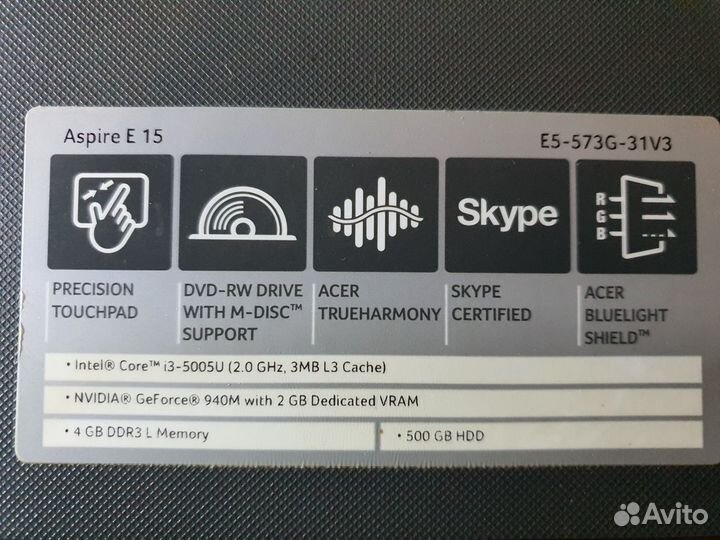 Aspire E 15
E5-573G-31V3
Skype
R
G
B
PRECISION
TOUCHPAD
DVD-RW DRIVE
WITH M-DISC™
SUPPORT
ACER
TRUEHARMONY
SKYPE
CERTIFIED
ACER
BLUELIGHT
SHIELD™
• Intel® Core™ i3-5005U (2.0 GHz, 3MB L3 Cache)
• NVIDIA® GeForce® 940M with 2 GB Dedicated VRAM
• 4 GB DDR3 L Memory
• 500 GB HDD
Avito